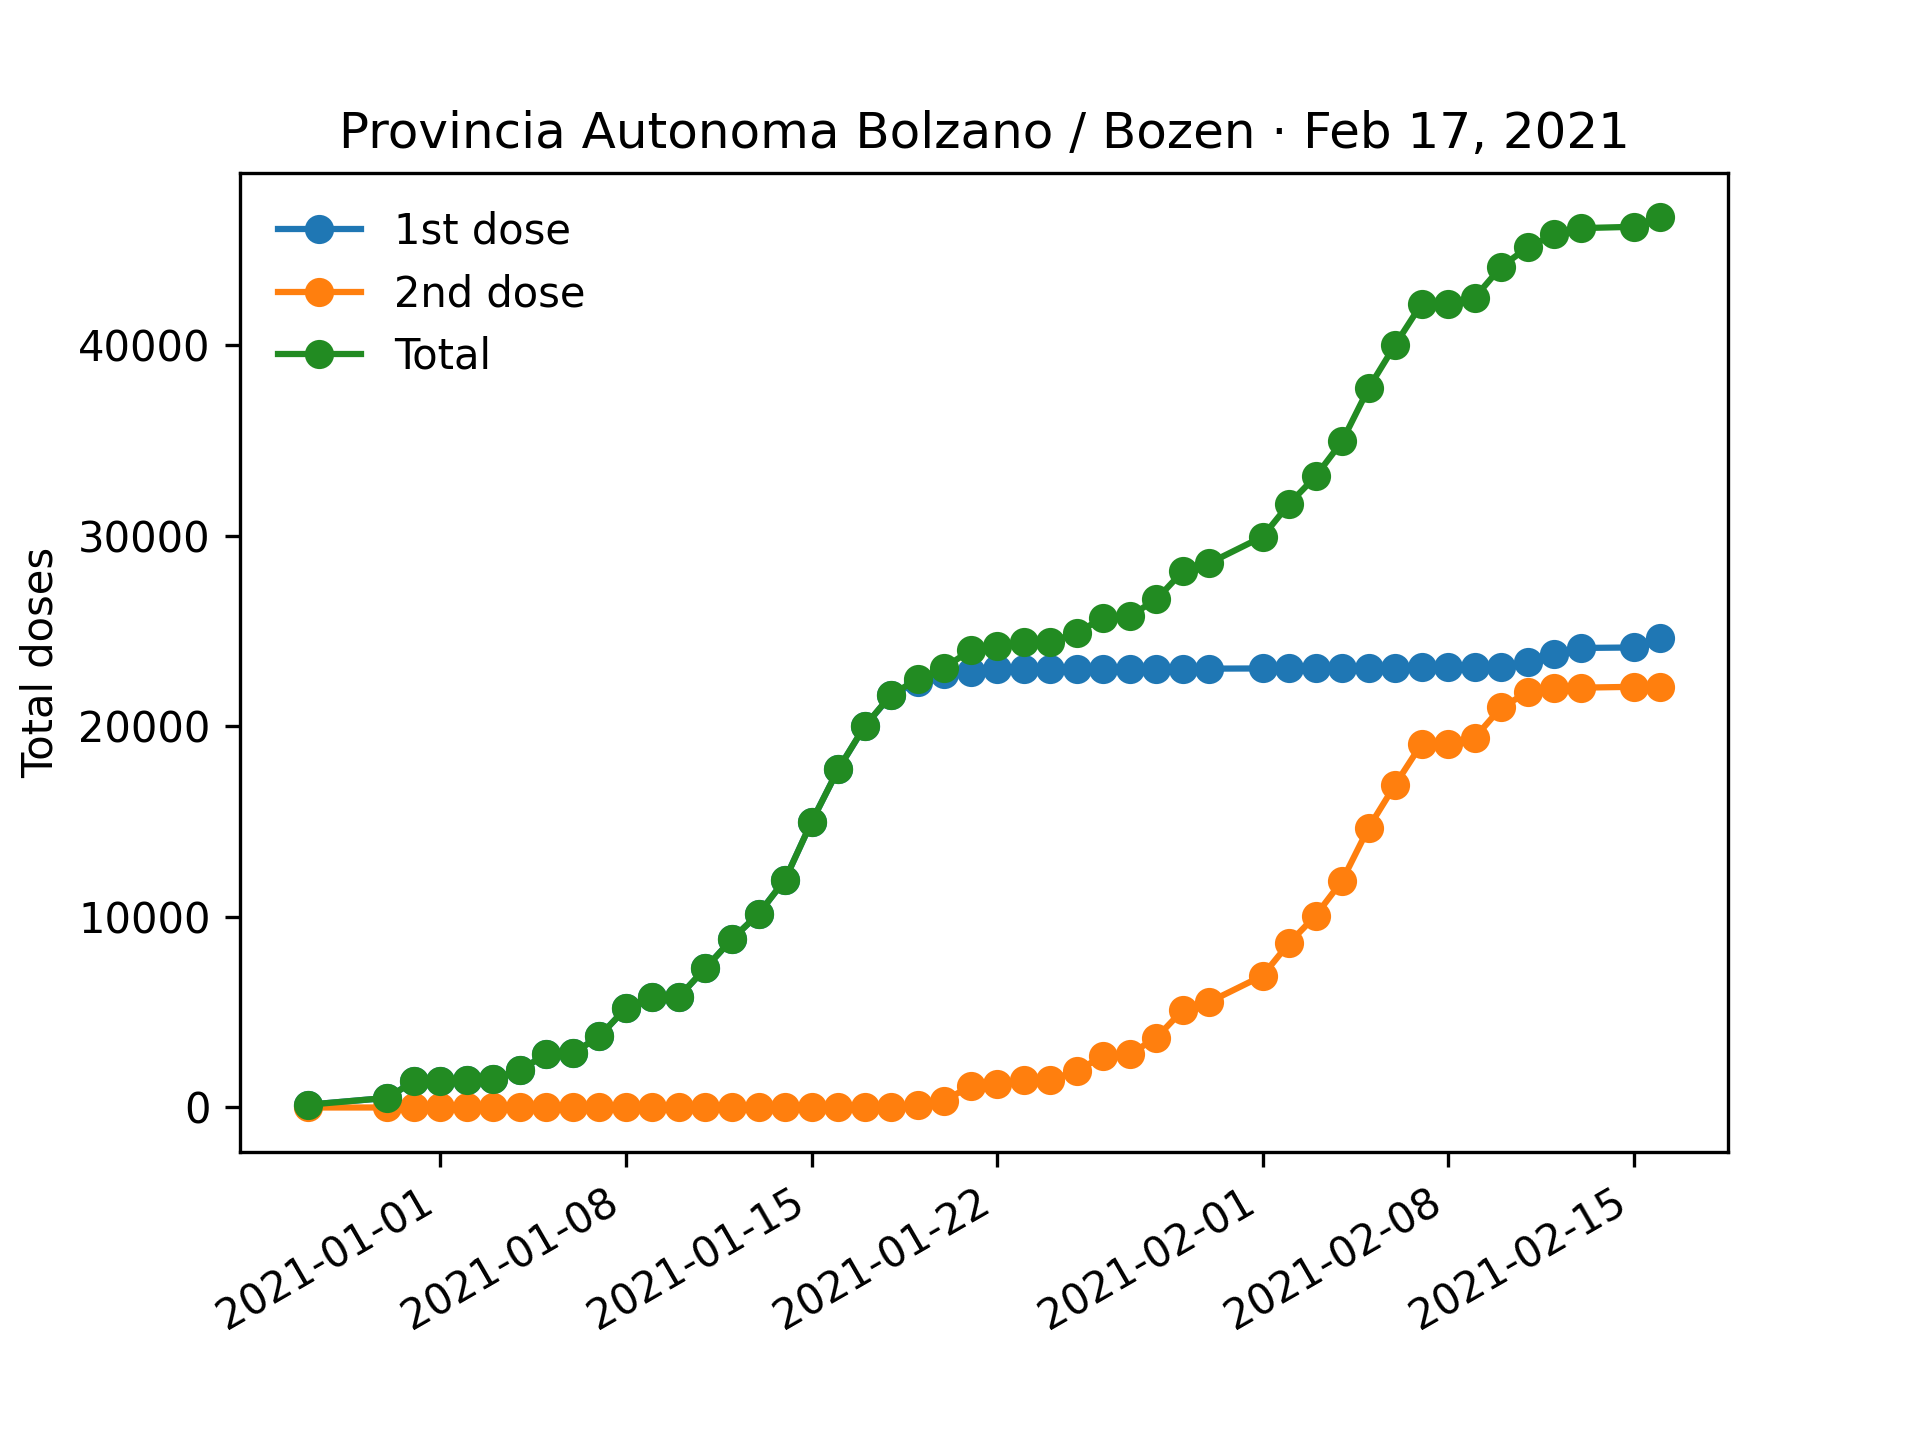 Provincia Autonoma Bolzano / Bozen · Feb 17, 2021
1st dose
2nd dose
Total
Total doses
40000
30000
20000
10000
0
2021-01-01
2021-01-08
2021-01-15
2021-01-22
2021-02-01
2021-02-08
2021-02-15